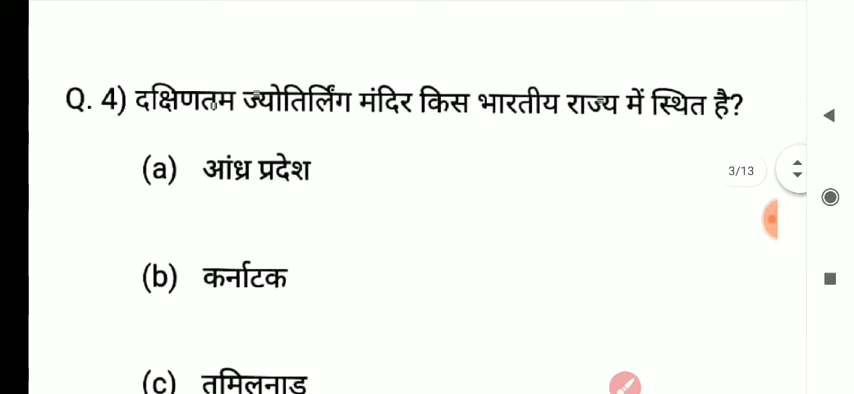 Q. 4) दक्षिणतम ज्योतिर्लिंग मंदिर किस भारतीय राज्य में स्थित है?
(a) आंध्र प्रदेश
3/13
(b) कर्नाटक
(c) तमिलनाडु